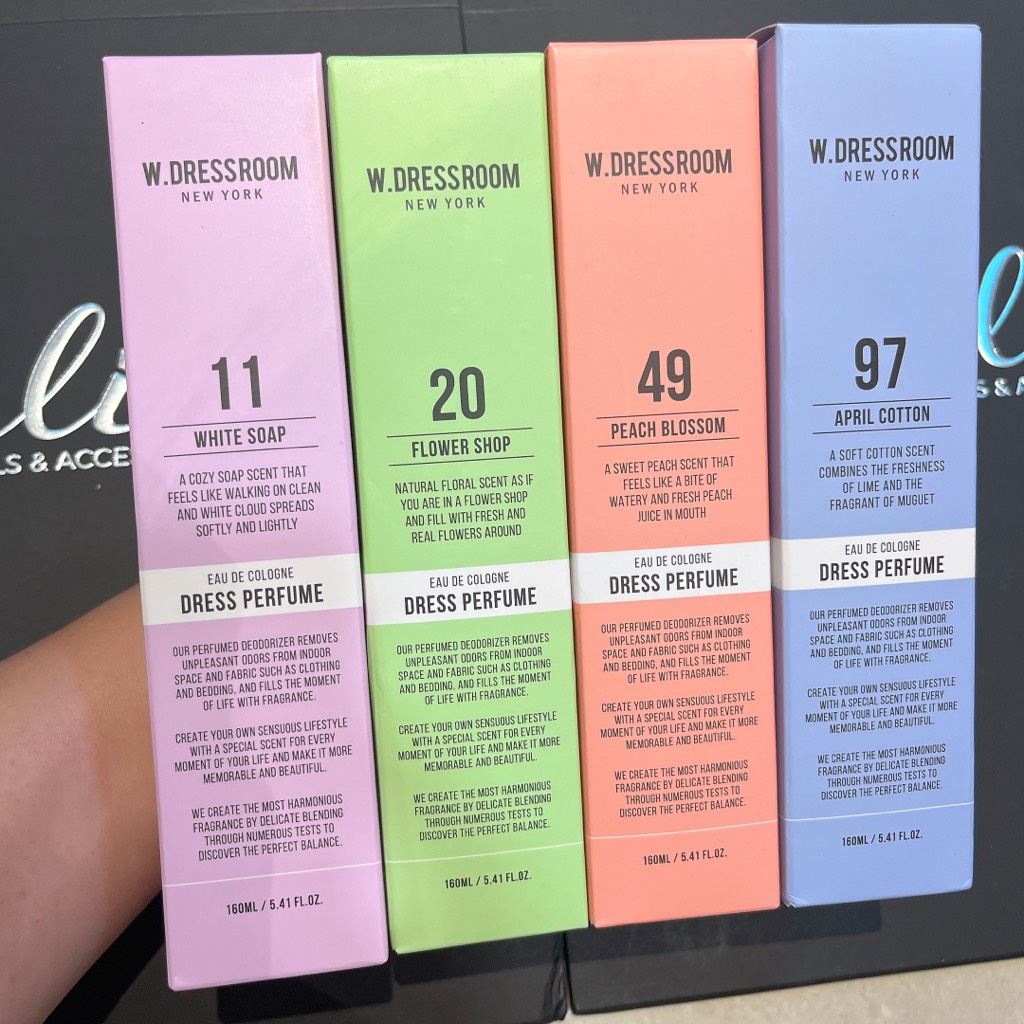 W.DRESSROOM
NEW YORK
11
WHITE SOAP
A COZY SOAP SCENT THAT
FEELS LIKE WALKING ON CLEAN
AND WHITE CLOUD SPREADS
SOFTLY AND LIGHTLY
EAU DE COLOGNE
DRESS PERFUME
OUR PERFUMED DEODORIZER REMOVES
UNPLEASANT ODORS FROM INDOOR
SPACE AND FABRIC SUCH AS CLOTHING
AND BEDDING, AND FILLS THE MOMENT
OF LIFE WITH FRAGRANCE.
CREATE YOUR OWN SENSUOUS LIFESTYLE
WITH A SPECIAL SCENT FOR EVERY
MOMENT OF YOUR LIFE AND MAKE IT MORE
MEMORABLE AND BEAUTIFUL.
WE CREATE THE MOST HARMONIOUS
FRAGRANCE BY DELICATE BLENDING
THROUGH NUMEROUS TESTS TO
DISCOVER THE PERFECT BALANCE.
160ML / 5.41 FL.OZ.
W.DRESSROOM
NEW YORK
20
FLOWER SHOP
NATURAL FLORAL SCENT AS IF
YOU ARE IN A FLOWER SHOP
AND FILL WITH FRESH AND
REAL FLOWERS AROUND
EAU DE COLOGNE
DRESS PERFUME
OUR PERFUMED DEODORIZER REMOVES
UNPLEASANT ODORS FROM INDOOR
SPACE AND FABRIC SUCH AS CLOTHING
AND BEDDING, AND FILLS THE MOMENT
OF LIFE WITH FRAGRANCE.
CREATE YOUR OWN SENSUOUS LIFESTYLE
WITH A SPECIAL SCENT FOR EVERY
MOMENT OF YOUR LIFE AND MAKE IT MORE
MEMORABLE AND BEAUTIFUL.
WE CREATE THE MOST HARMONIOUS
FRAGRANCE BY DELICATE BLENDING
THROUGH NUMEROUS TESTS TO
DISCOVER THE PERFECT BALANCE.
160ML / 5.41 FL.OZ.
W.DRESSROOM
NEW YORK
49
PEACH BLOSSOM
A SWEET PEACH SCENT THAT
FEELS LIKE A BITE OF
WATERY AND FRESH PEACH
JUICE IN MOUTH
EAU DE COLOGNE
DRESS PERFUME
OUR PERFUMED DEODORIZER REMOVES
UNPLEASANT ODORS FROM INDOOR
SPACE AND FABRIC SUCH AS CLOTHING
AND BEDDING, AND FILLS THE MOMENT
OF LIFE WITH FRAGRANCE.
CREATE YOUR OWN SENSUOUS LIFESTYLE
WITH A SPECIAL SCENT FOR EVERY
MOMENT OF YOUR LIFE AND MAKE IT MORE
MEMORABLE AND BEAUTIFUL.
WE CREATE THE MOST HARMONIOUS
FRAGRANCE BY DELICATE BLENDING
THROUGH NUMEROUS TESTS TO
DISCOVER THE PERFECT BALANCE.
160ML / 5.41 FL.OZ.
W.DRESSROOM
NEW YORK
97
APRIL COTTON
A SOFT COTTON SCENT
COMBINES THE FRESHNESS
OF LIME AND THE
FRAGRANT OF MUGUET
EAU DE COLOGNE
DRESS PERFUME
OUR PERFUMED DEODORIZER REMOVES
UNPLEASANT ODORS FROM INDOOR
SPACE AND FABRIC SUCH AS CLOTHING
AND BEDDING, AND FILLS THE MOMENT
OF LIFE WITH FRAGRANCE.
CREATE YOUR OWN SENSUOUS LIFESTYLE
WITH A SPECIAL SCENT FOR EVERY
MOMENT OF YOUR LIFE AND MAKE IT MORE
MEMORABLE AND BEAUTIFUL.
WE CREATE THE MOST HARMONIOUS
FRAGRANCE BY DELICATE BLENDING
THROUGH NUMEROUS TESTS TO
DISCOVER THE PERFECT BALANCE.
160ML / 5.41 FL.OZ.